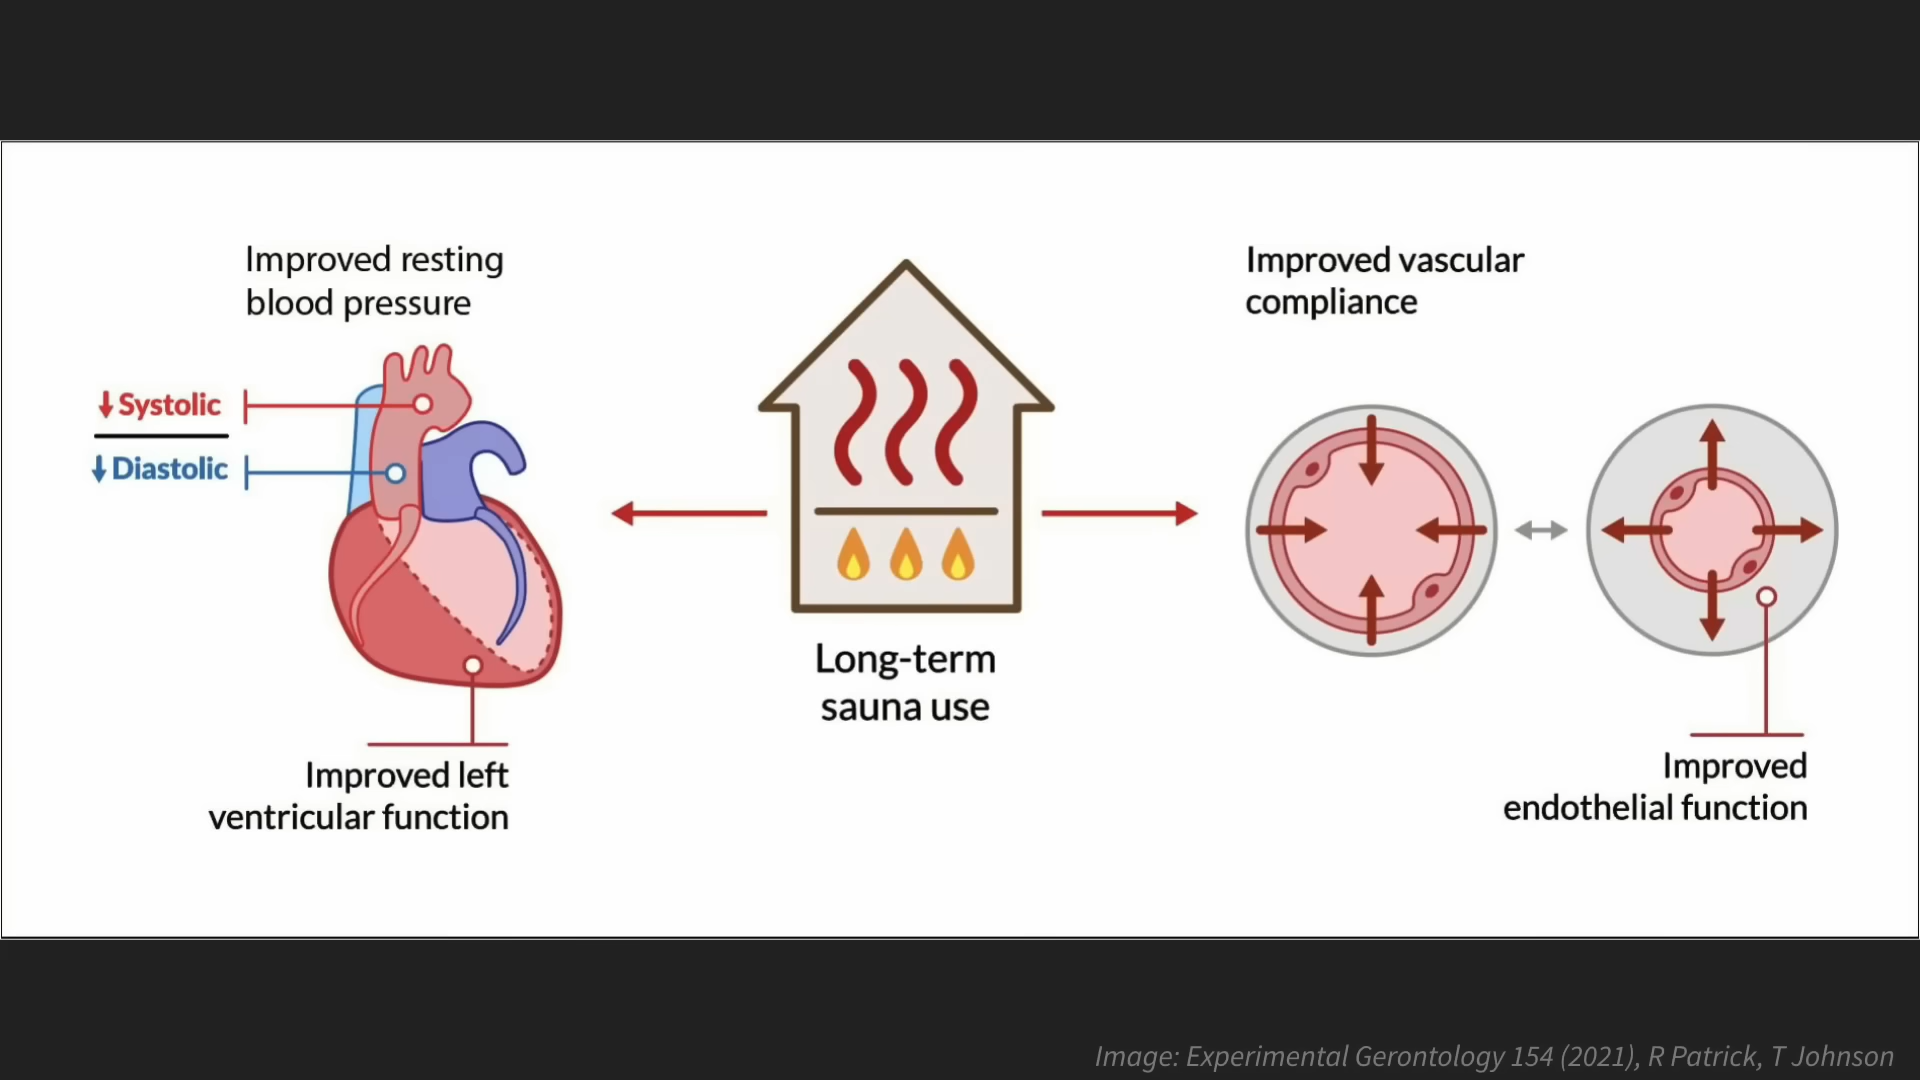 Improved resting
blood pressure
↓ Systolic
↓ Diastolic
Improved left
ventricular function
Long-term
sauna use
Improved vascular
compliance
Improved
endothelial function
Image: Experimental Gerontology 154 (2021), R Patrick, T Johnson